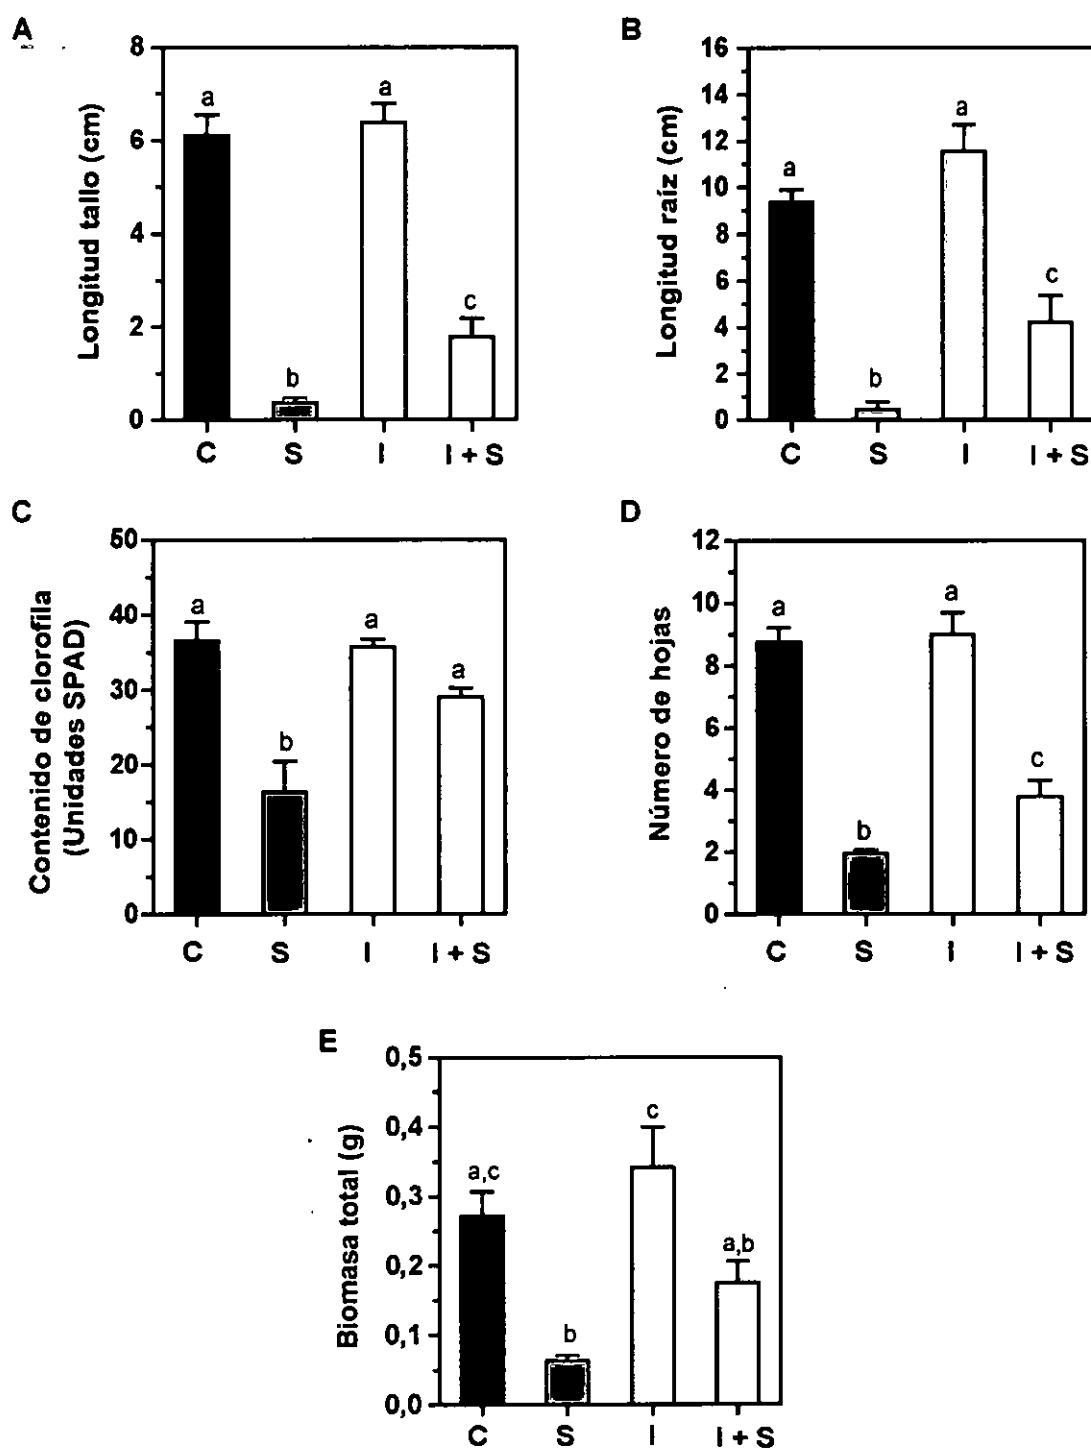 A
Longitud tallo (cm)
8
6
4
2
0
a
b
a
c
C S I I + S
B
Longitud raíz (cm)
16
14
12
10
8
6
4
2
0
a
b
a
c
C S I I + S
C
Contenido de clorofila
(Unidades SPAD)
50
40
30
20
10
0
a
b
a
a
C S I I + S
D
Número de hojas
12
10
8
6
4
2
0
a
b
a
c
C S I I + S
E
Biomasa total (g)
0,5
0,4
0,3
0,2
0,1
0,0
a,c
b
c
a,b
C S I I + S